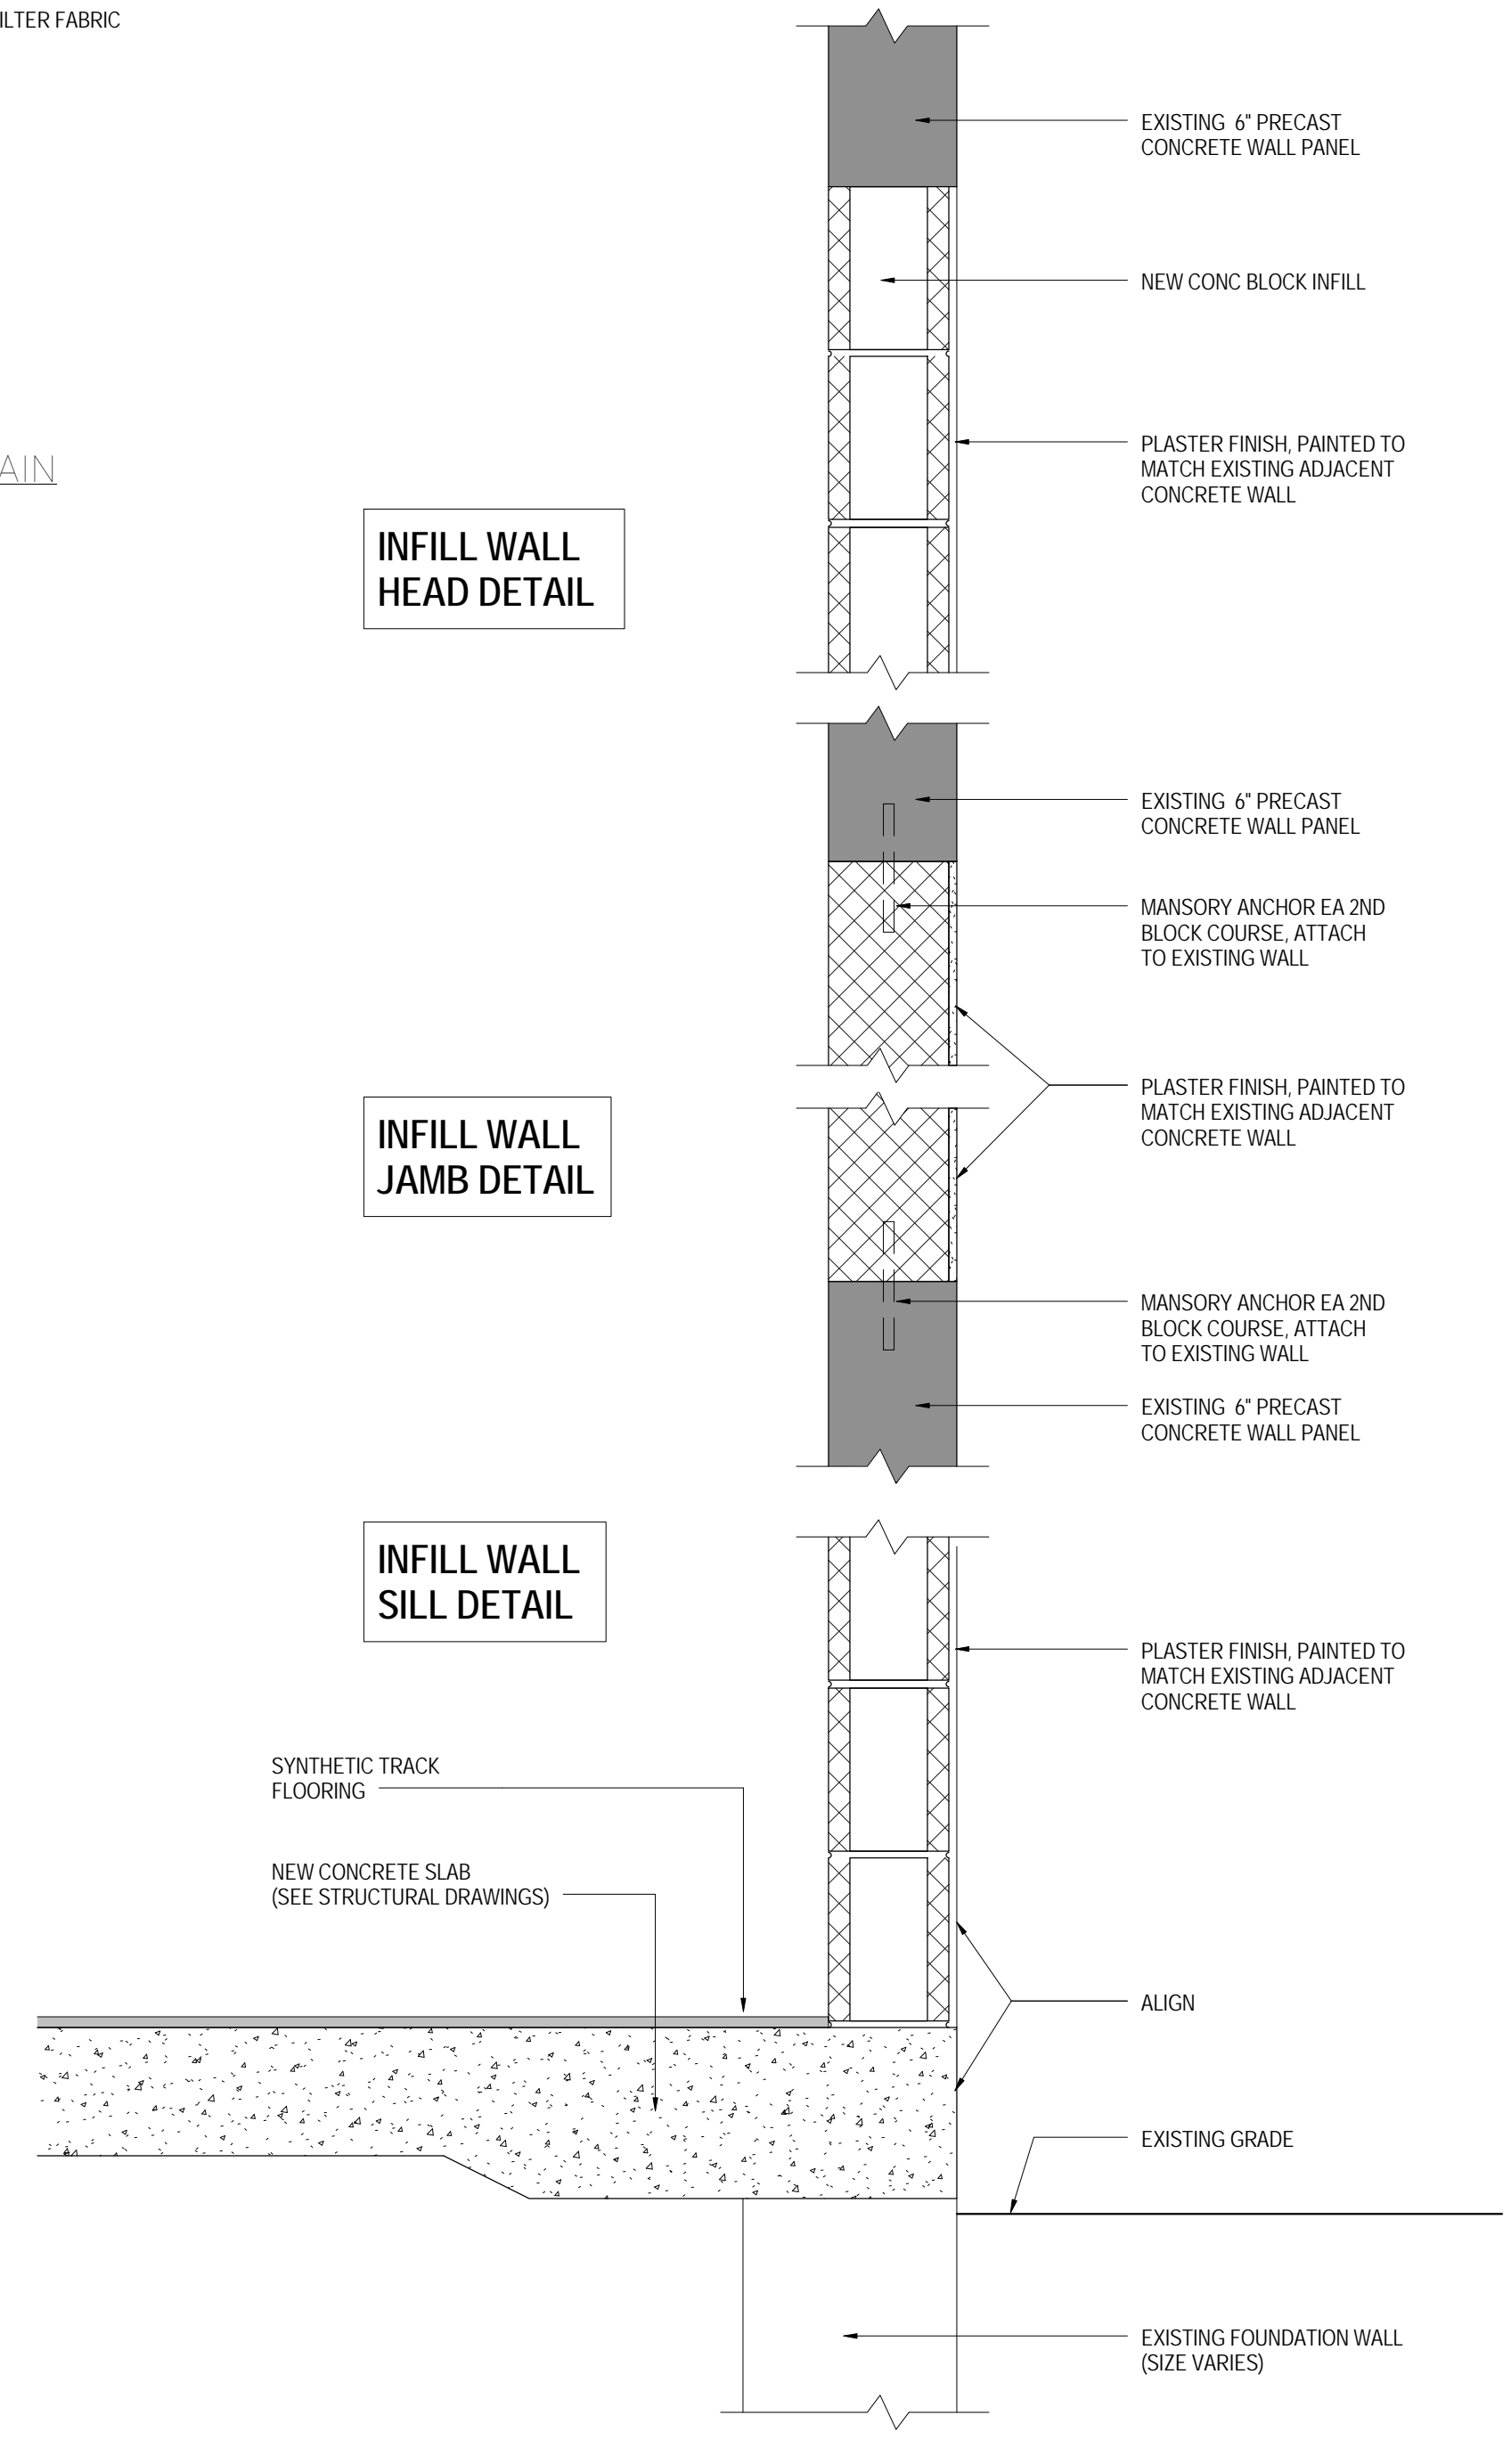 ILTER FABRIC
EXISTING 6" PRECAST
CONCRETE WALL PANEL
NEW CONC BLOCK INFILL
PLASTER FINISH, PAINTED TO
MATCH EXISTING ADJACENT
CONCRETE WALL
AIN
INFILL WALL
HEAD DETAIL
EXISTING 6" PRECAST
CONCRETE WALL PANEL
MANSORY ANCHOR EA 2ND
BLOCK COURSE, ATTACH
TO EXISTING WALL
PLASTER FINISH, PAINTED TO
MATCH EXISTING ADJACENT
CONCRETE WALL
INFILL WALL
JAMB DETAIL
MANSORY ANCHOR EA 2ND
BLOCK COURSE, ATTACH
TO EXISTING WALL
EXISTING 6" PRECAST
CONCRETE WALL PANEL
INFILL WALL
SILL DETAIL
PLASTER FINISH, PAINTED TO
MATCH EXISTING ADJACENT
CONCRETE WALL
SYNTHETIC TRACK
FLOORING
NEW CONCRETE SLAB
(SEE STRUCTURAL DRAWINGS)
ALIGN
EXISTING GRADE
EXISTING FOUNDATION WALL
(SIZE VARIES)